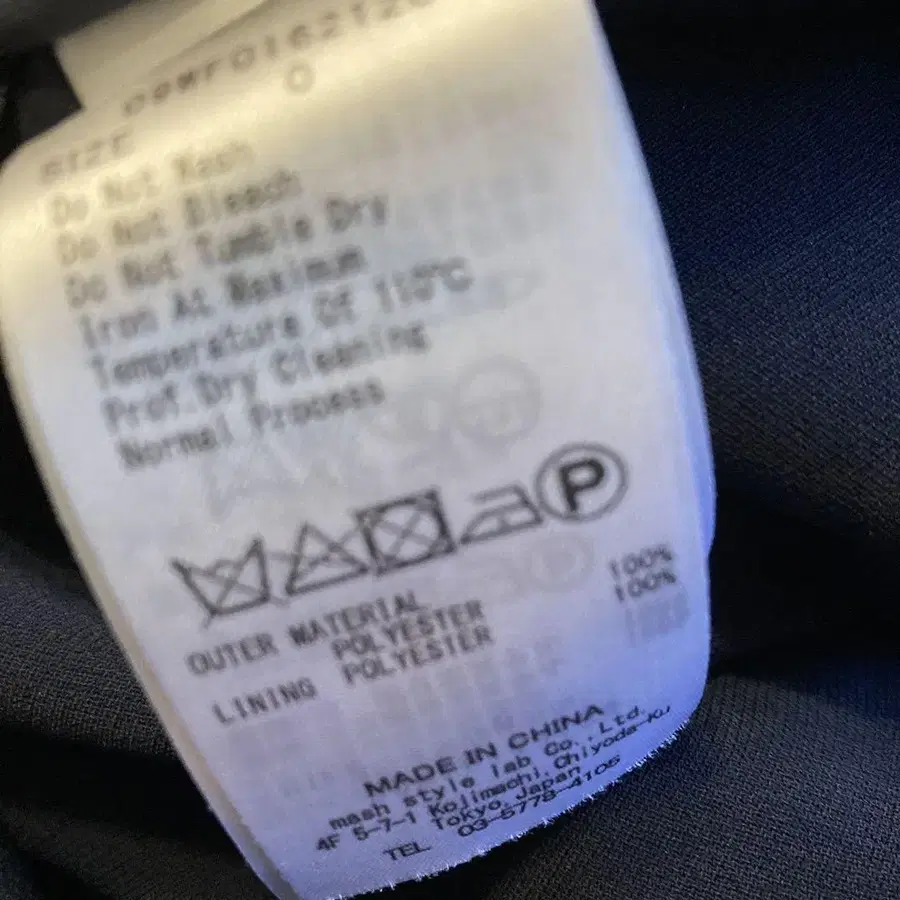 0
SIZE
Do Not Wash
Do Not Bleach
Do Not Tumble Dry
Iron At Maximum
Temperature Of 110°C
Prof.Dry Cleaning
Normal Process
P
OUTER MATERIAL
POLYESTER 100%
LINING POLYESTER 100%
MADE IN CHINA
mash style lab Co.,Ltd.
4F 5-7-1 Kojimachi,Chiyoda-Ku
Tokyo,Japan
TEL 03-5778-4105